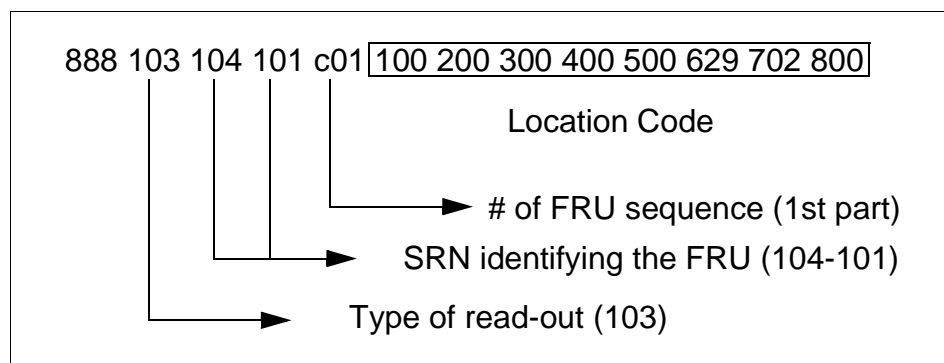 888 103 104 101 c01 100 200 300 400 500 629 702 800
Location Code
# of FRU sequence (1st part)
SRN identifying the FRU (104-101)
Type of read-out (103)